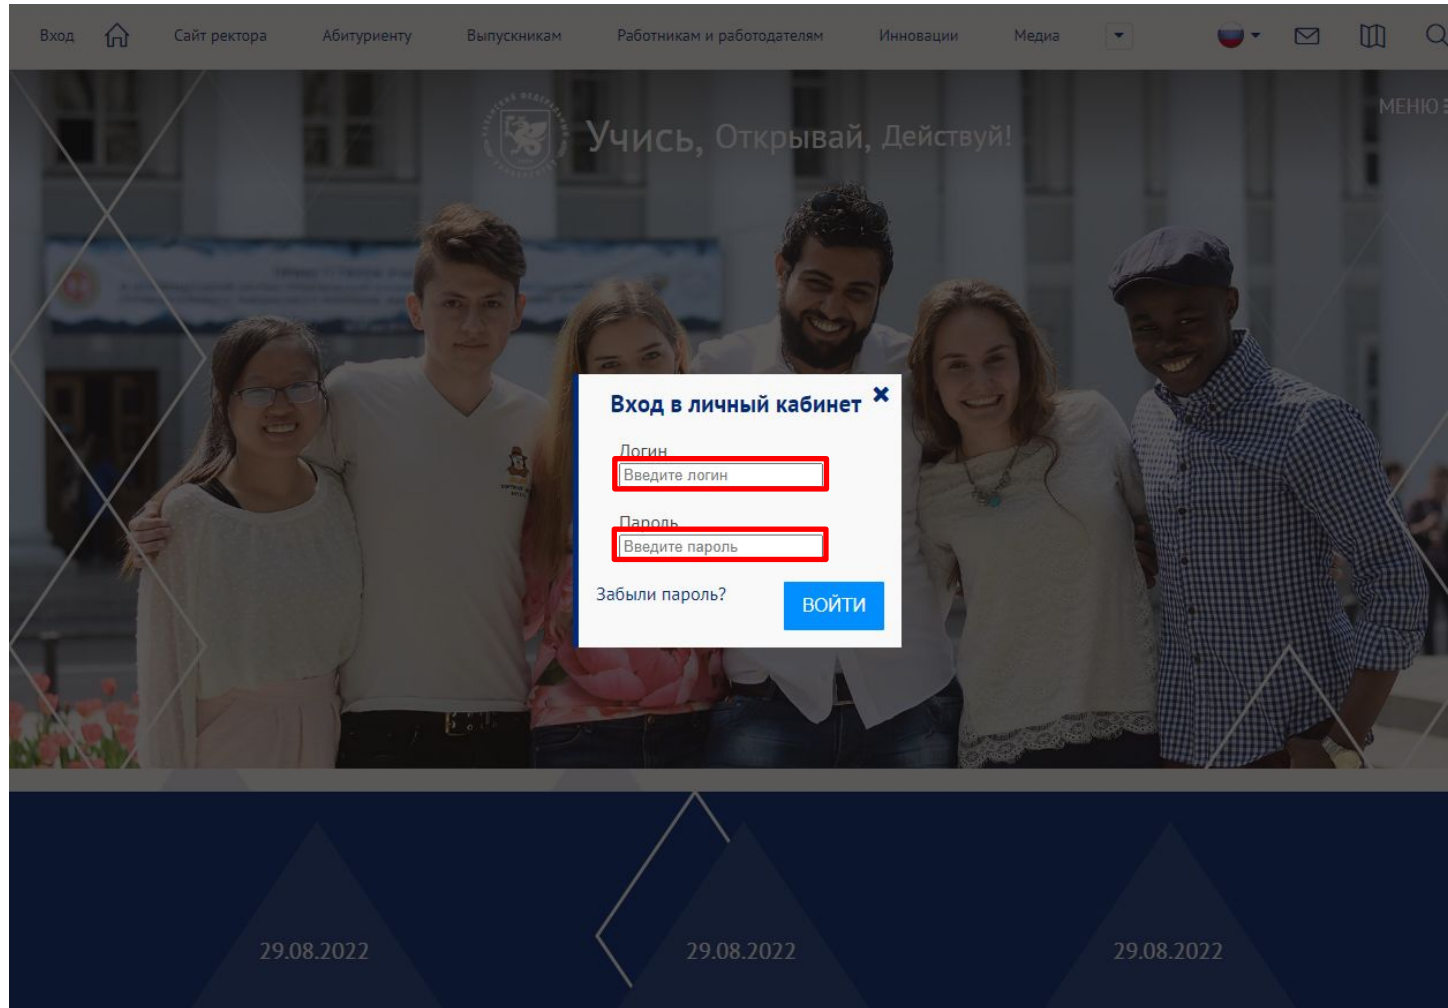 Вход
Сайт ректора
Абитуриенту
Выпускникам
Работникам и работодателям
Инновации
Медиа
МЕНЮ
Учись, Открывай, Действуй!
Вход в личный кабинет
Логин
Введите логин
Пароль
Введите пароль
Забыли пароль?
ВОЙТИ
29.08.2022
29.08.2022
29.08.2022